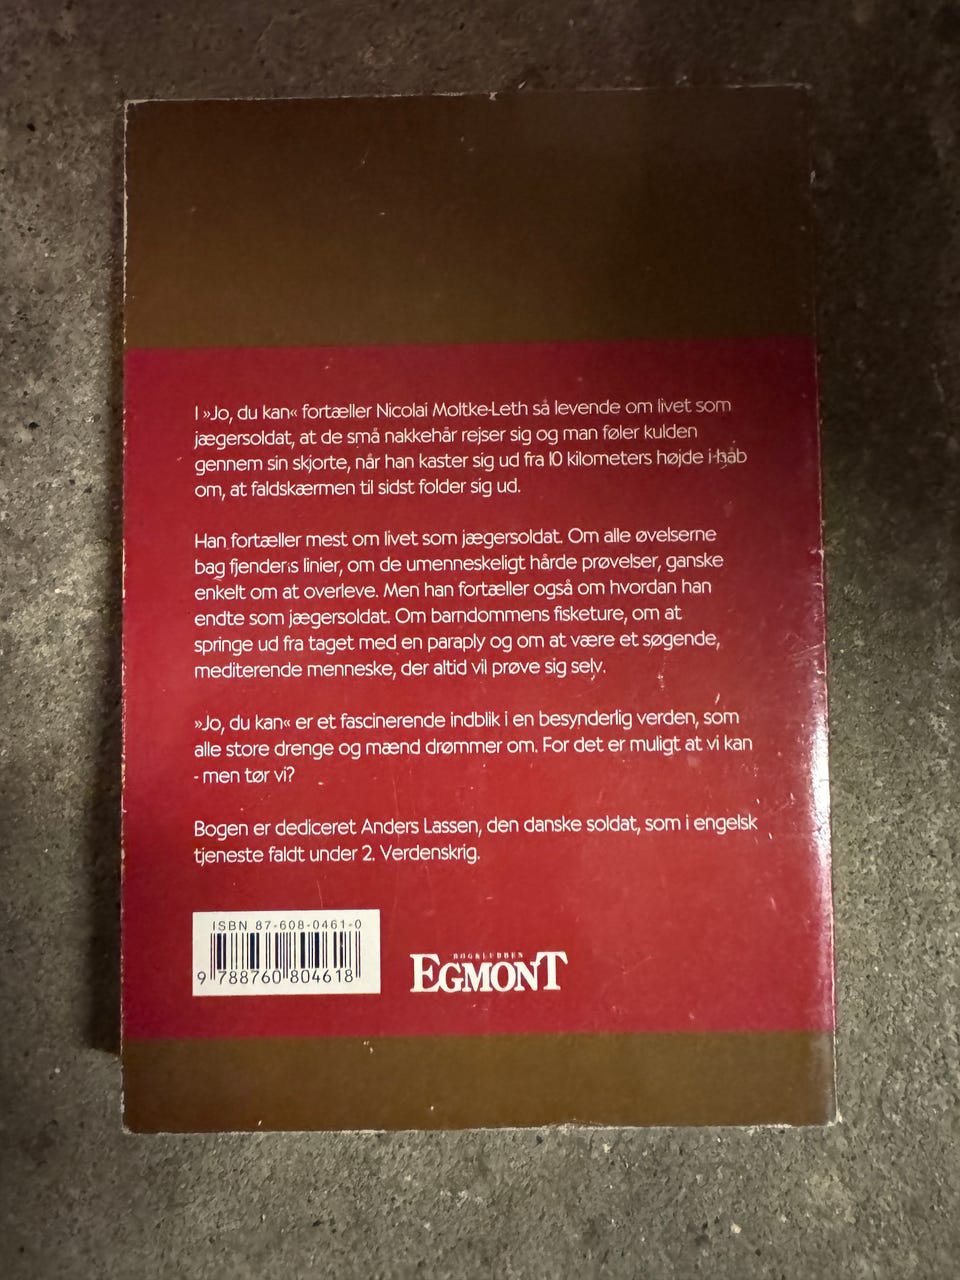 I »Jo, du kan« fortæller Nicolai Moltke-Leth så levende om livet som
jægersoldat, at de små nakkehår rejser sig og man føler kulden
gennem sin skjorte, når han kaster sig ud fra 10 kilometers højde i håb
om, at faldskærmen til sidst folder sig ud.
Han fortæller mest om livet som jægersoldat. Om alle øvelserne
bag fjendens linier, om de umenneskeligt hårde prøvelser, ganske
enkelt om at overleve. Men han fortæller også om hvordan han
endte som jægersoldat. Om barndommens fisketure, om at
springe ud fra taget med en paraply og om at være et søgende,
mediterende menneske, der altid vil prøve sig selv.
»Jo, du kan« er et fascinerende indblik i en besynderlig verden, som
alle store drenge og mænd drømmer om. For det er muligt at vi kan
- men tør vi?
Bogen er dediceret Anders Lassen, den danske soldat, som i engelsk
tjeneste faldt under 2. Verdenskrig.
ISBN 87-608-0461-0
9 788760 804618
BOGKLUBBEN
EGMONT